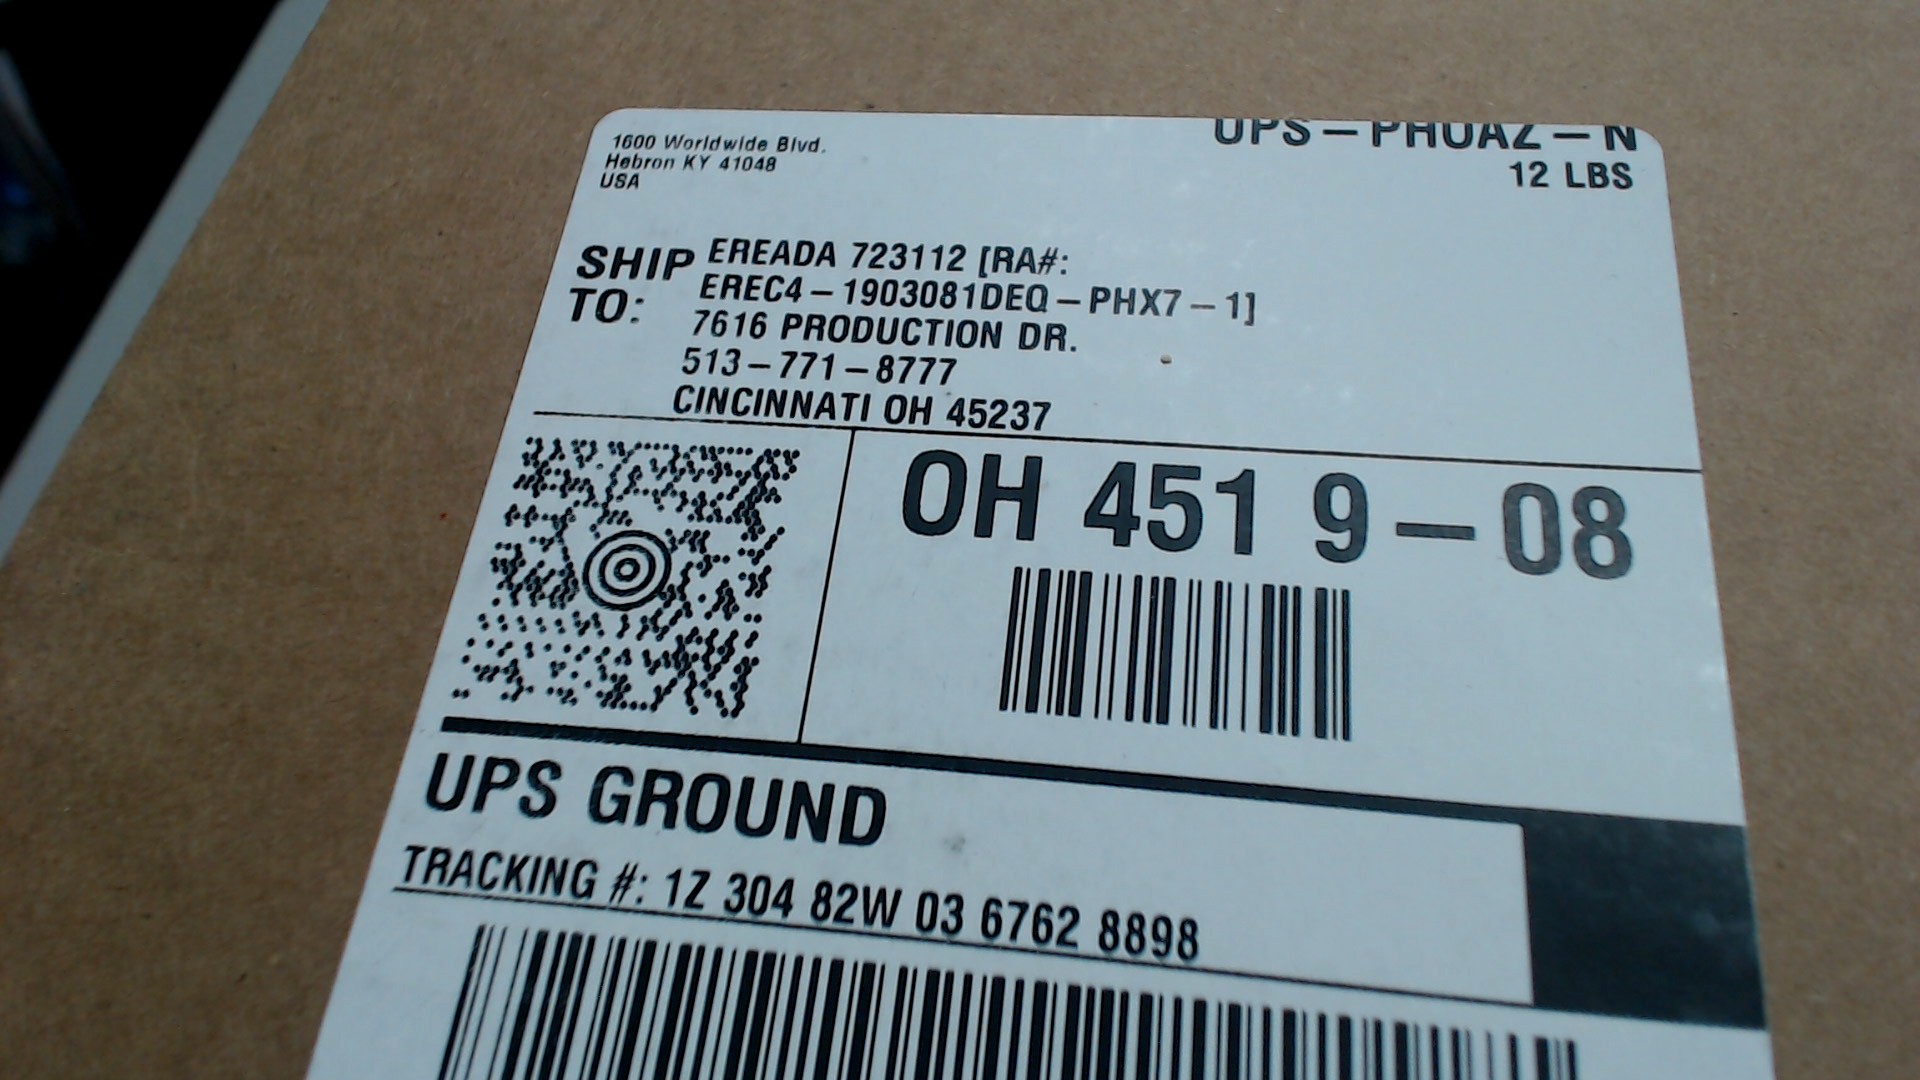 1600 Worldwide Blvd.
Hebron KY 41048
USA
UPS – PHOAZ – N
12 LBS
SHIP TO:
EREADA 723112 [RA#:
EREC4 – 1903081DEQ – PHX7 – 1]
7616 PRODUCTION DR.
513 – 771 – 8777
CINCINNATI OH 45237
OH 451 9 – 08
UPS GROUND
TRACKING #: 1Z 304 82W 03 6762 8898